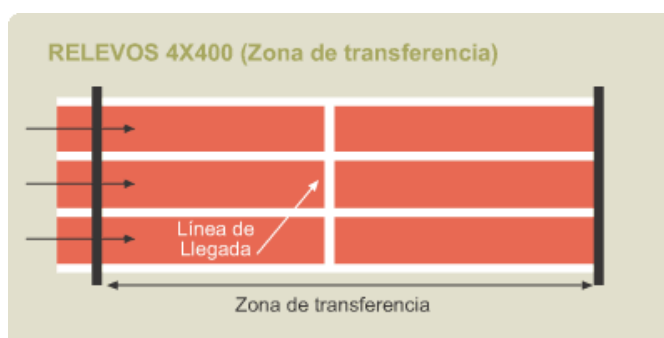 RELEVOS 4X400 (Zona de transferencia)
Línea de
Llegada
Zona de transferencia